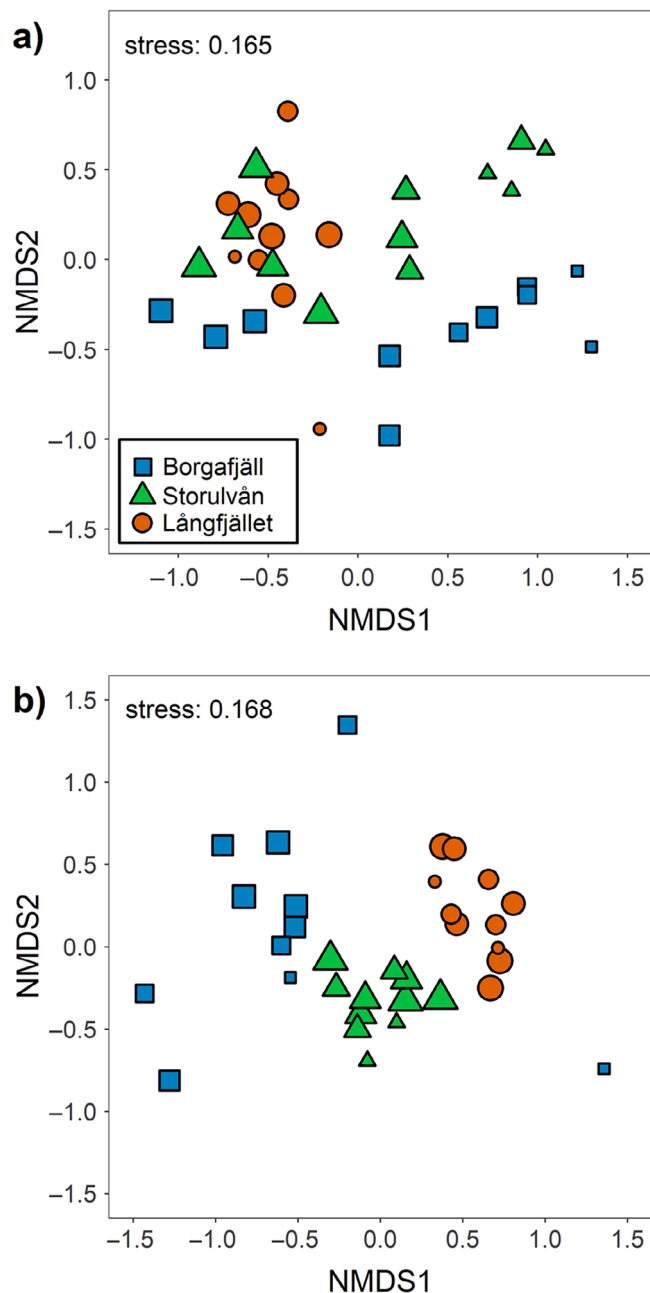 a)
stress: 0.165
1.0
0.5
0.0
−0.5
−1.0
−1.5
NMDS2
Borgafjäll
Storulvån
Långfjället
−1.0 −0.5 0.0 0.5 1.0 1.5
NMDS1
b)
stress: 0.168
1.5
1.0
0.5
0.0
−0.5
−1.0
−1.5
NMDS2
−1.5 −1.0 −0.5 0.0 0.5 1.0 1.5
NMDS1